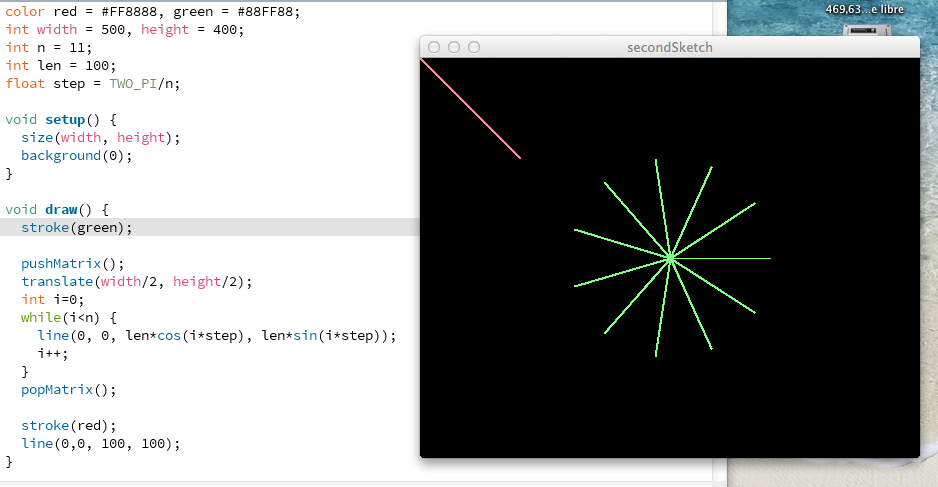 color red = #FF8888, green = #88FF88;
int width = 500, height = 400;
int n = 11;
int len = 100;
float step = TWO_PI/n;

void setup() {
  size(width, height);
  background(0);
}

void draw() {
  stroke(green);

  pushMatrix();
  translate(width/2, height/2);
  int i=0;
  while(i<n) {
    line(0, 0, len*cos(i*step), len*sin(i*step));
    i++;
  }
  popMatrix();

  stroke(red);
  line(0,0, 100, 100);
}
469,63...e libre
secondSketch